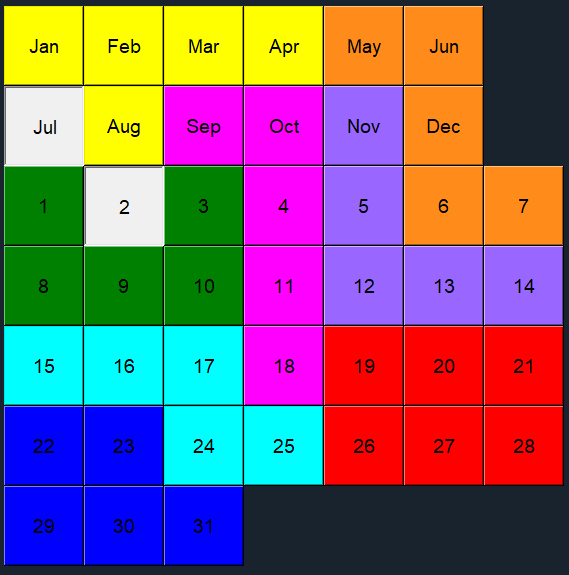 Jan Feb Mar Apr May Jun
Jul Aug Sep Oct Nov Dec
1 2 3 4 5 6 7
8 9 10 11 12 13 14
15 16 17 18 19 20 21
22 23 24 25 26 27 28
29 30 31